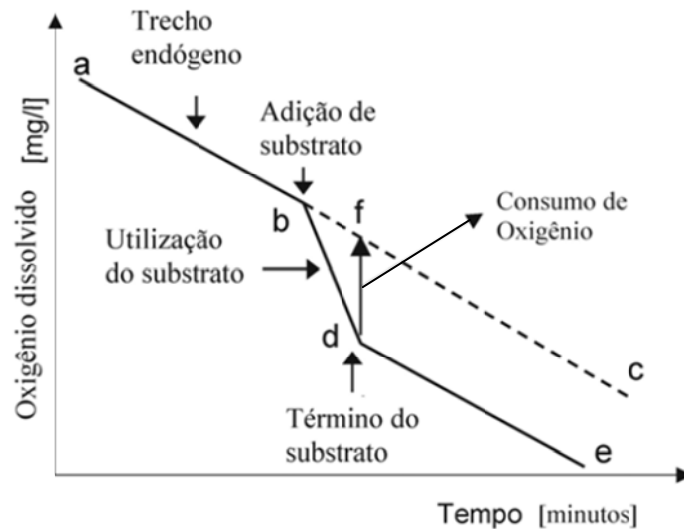 a
Trecho
endógeno
Adição de
substrato
b
f
Consumo de
Oxigênio
Utilização
do substrato
d
c
Término do
substrato
e
Oxigênio dissolvido [mg/l]
Tempo [minutos]